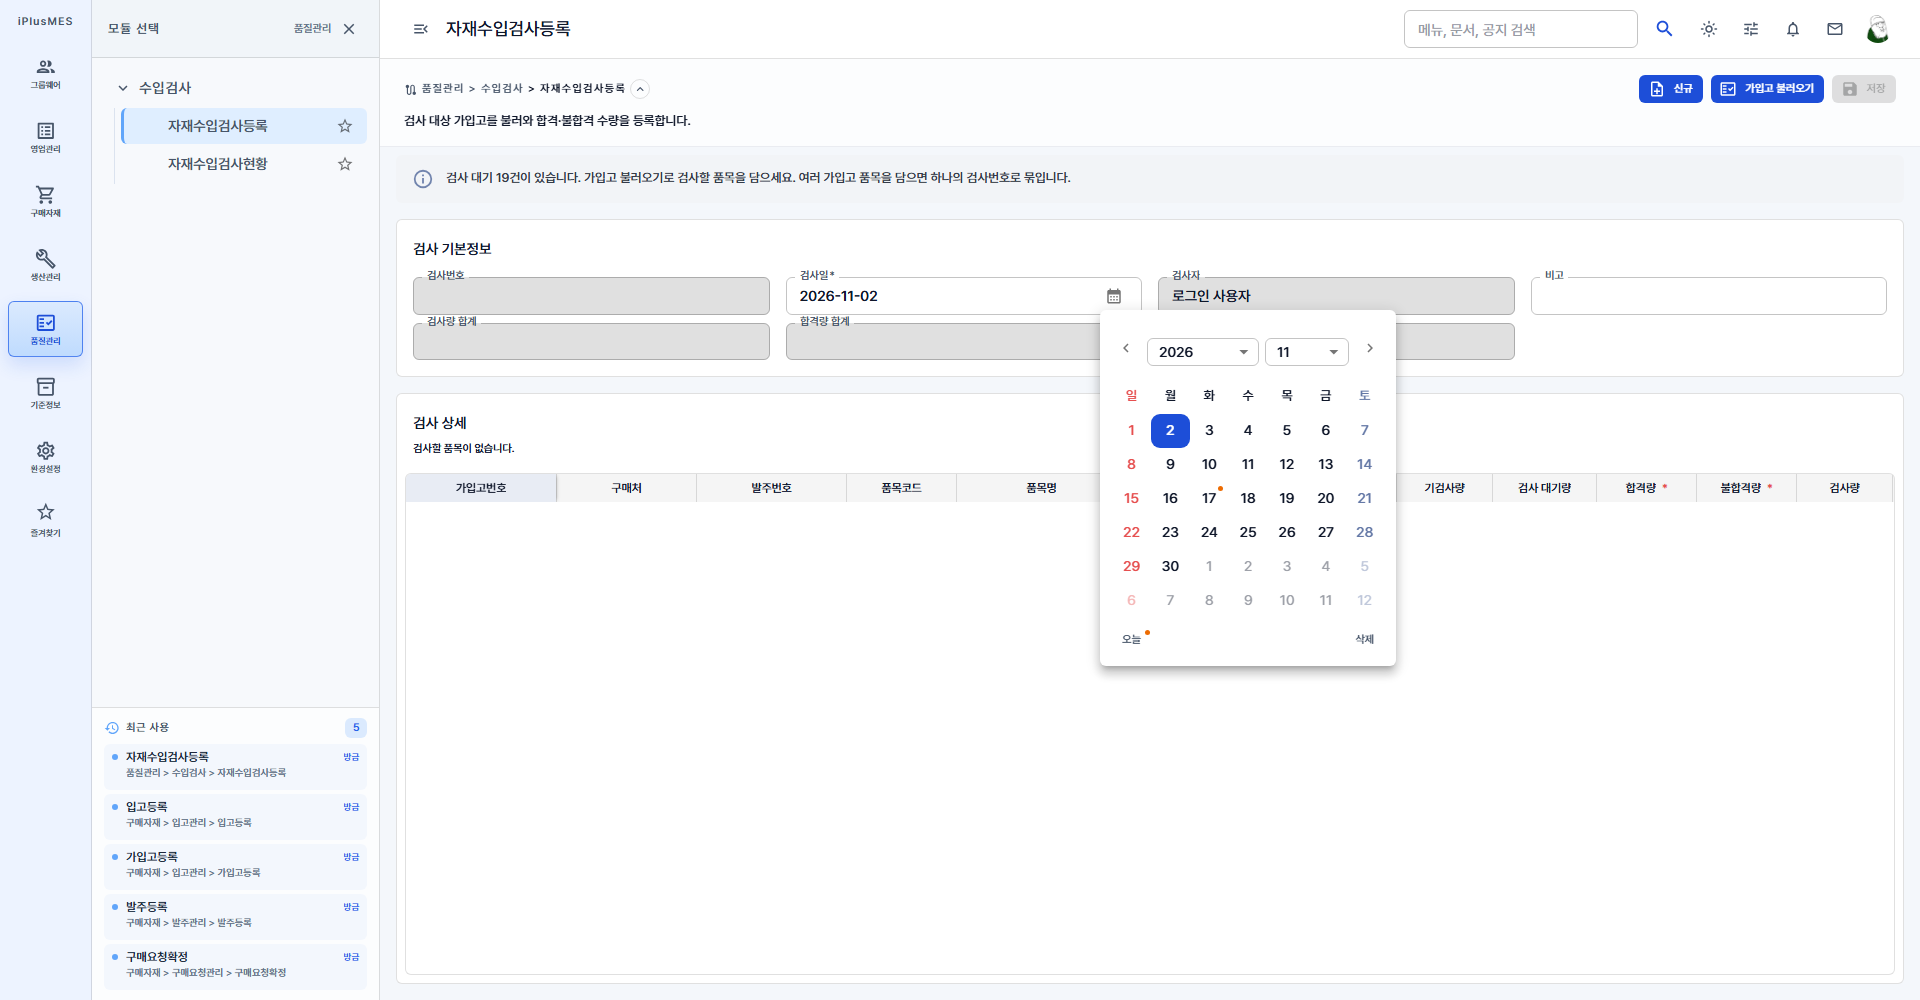 iPlusMES
그룹웨어
영업관리
구매자재
생산관리
품질관리
기준정보
환경설정
즐겨찾기
모듈 선택
품질관리
수입검사
자재수입검사등록
자재수입검사현황
최근 사용
5
자재수입검사등록
방금
품질관리 > 수입검사 > 자재수입검사등록
입고등록
방금
구매자재 > 입고관리 > 입고등록
가입고등록
방금
구매자재 > 입고관리 > 가입고등록
발주등록
방금
구매자재 > 발주관리 > 발주등록
구매요청확정
방금
구매자재 > 구매요청관리 > 구매요청확정
자재수입검사등록
메뉴, 문서, 공지 검색
품질관리 > 수입검사 > 자재수입검사등록
신규
가입고 불러오기
저장
검사 대상 가입고를 불러와 합격·불합격 수량을 등록합니다.
검사 대기 19건이 있습니다. 가입고 불러오기로 검사할 품목을 담으세요. 여러 가입고 품목을 담으면 하나의 검사번호로 묶입니다.
검사 기본정보
검사번호
검사일*
2026-11-02
검사자
로그인 사용자
비고
검사량 합계
합격량 합계
2026
11
일 월 화 수 목 금 토
1 2 3 4 5 6 7
8 9 10 11 12 13 14
15 16 17 18 19 20 21
22 23 24 25 26 27 28
29 30 1 2 3 4 5
6 7 8 9 10 11 12
오늘
삭제
검사 상세
검사할 품목이 없습니다.
가입고번호 구매처 발주번호 품목코드 품목명 기검사량 검사 대기량 합격량 * 불합격량 * 검사량